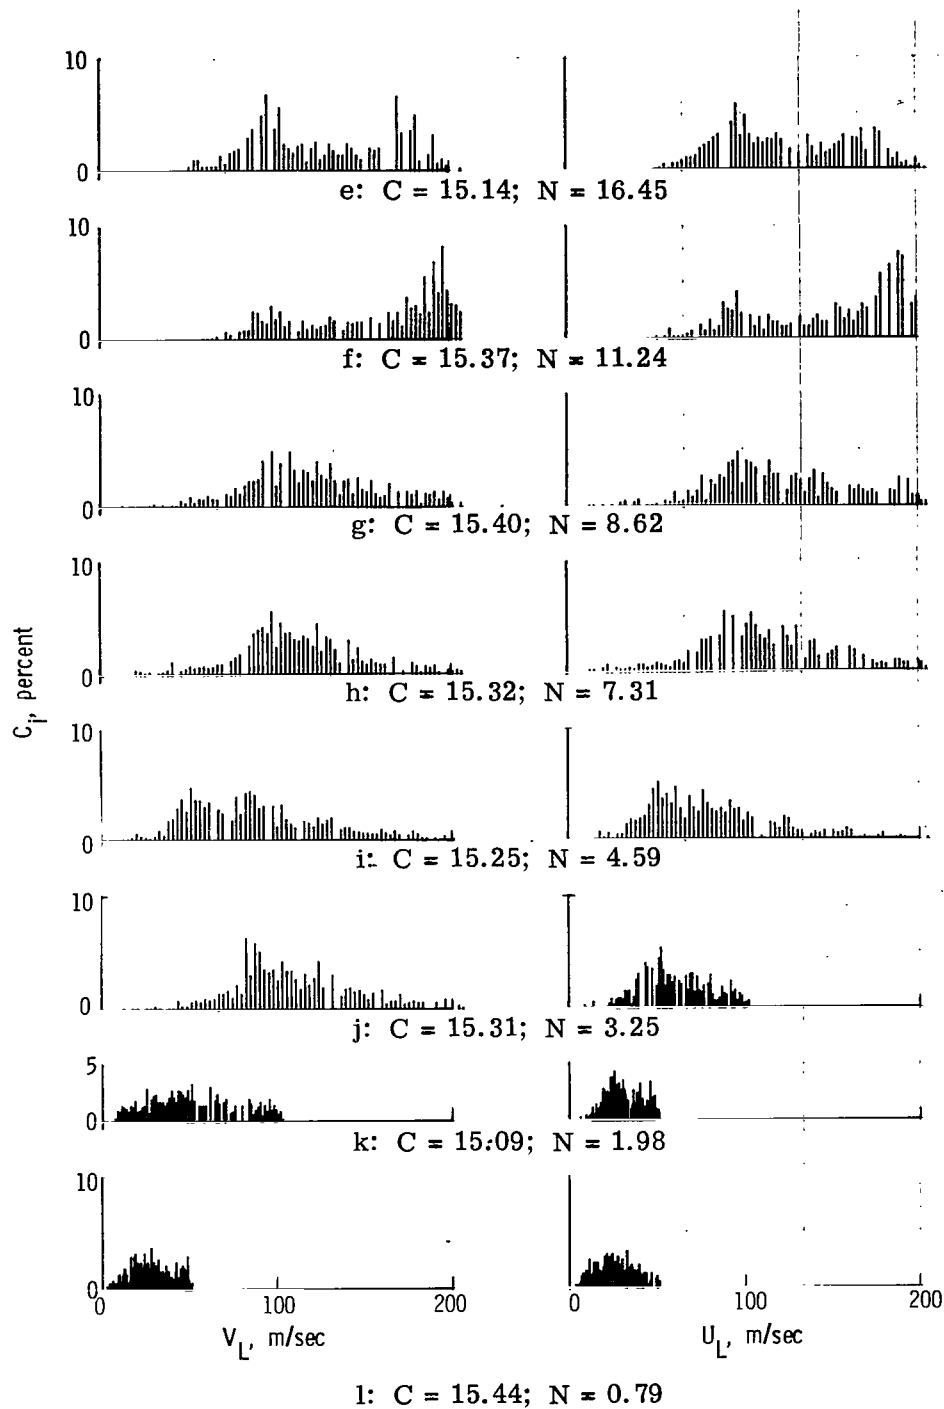 10
0
e: C = 15.14; N = 16.45
10
0
f: C = 15.37; N = 11.24
10
0
g: C = 15.40; N = 8.62
10
0
h: C = 15.32; N = 7.31
C_i, percent
10
0
i: C = 15.25; N = 4.59
10
0
j: C = 15.31; N = 3.25
5
0
k: C = 15.09; N = 1.98
10
0
0 100 200 0 100 200
V_L, m/sec U_L, m/sec
l: C = 15.44; N = 0.79